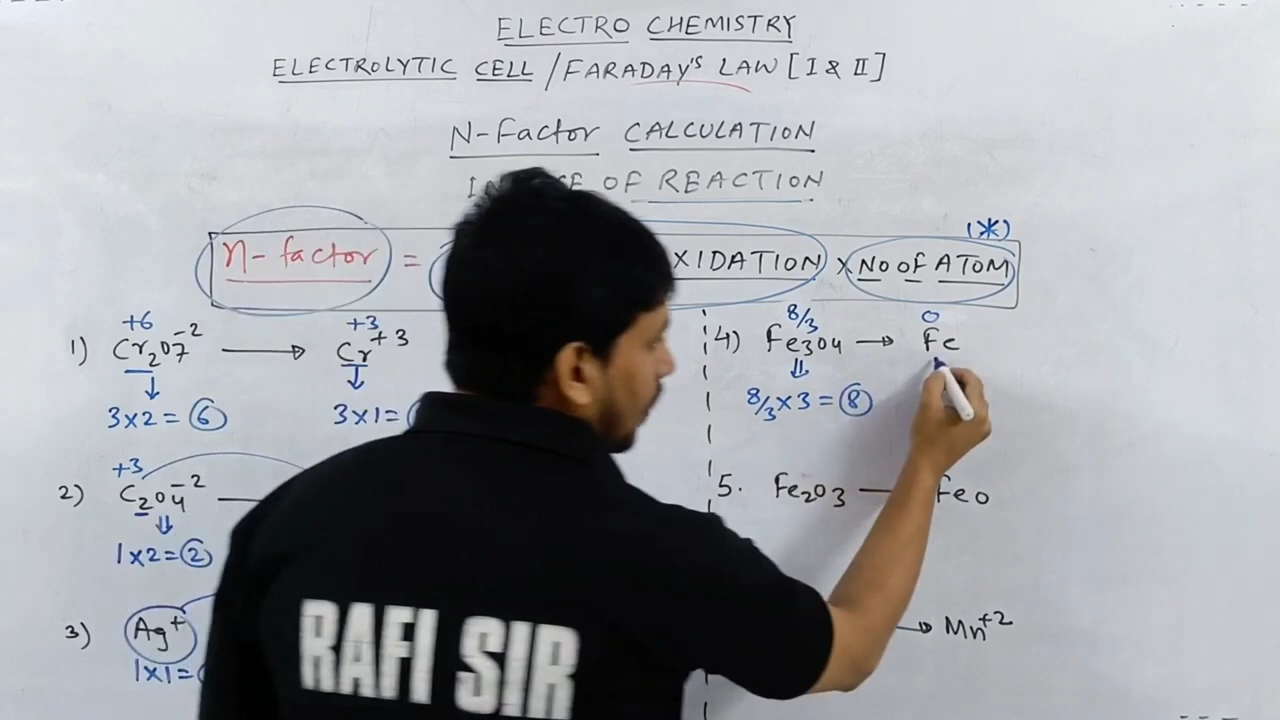 ELECTRO CHEMISTRY
ELECTROLYTIC CELL / FARADAY'S LAW [I & II]
N-Factor CALCULATION
OF REACTION
(*)
n-factor = XIDATION × No of ATOM
+6 +3
1) Cr2O7-2 → Cr+3
3×2 = 6 3×1 =
+3
2) C2O4-2
1×2 = 2
3) Ag+
1×1 =
8/3 0
4) Fe3O4 → Fe
8/3 × 3 = 8
5. Fe2O3 — FeO
→ Mn+2
RAFI SIR